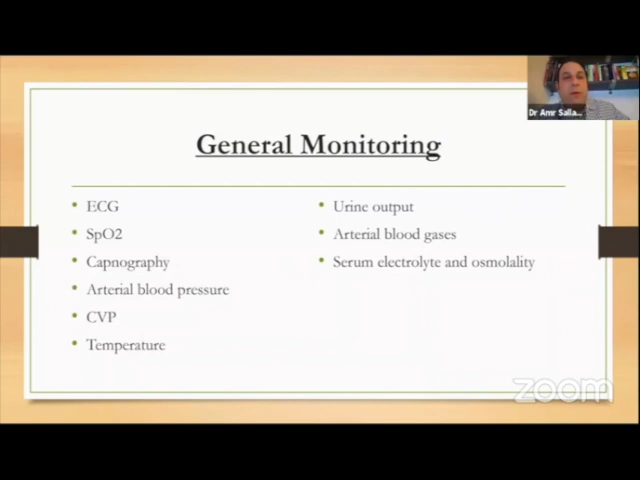 Dr Amr Salla...
General Monitoring
• ECG
• SpO2
• Capnography
• Arterial blood pressure
• CVP
• Temperature
• Urine output
• Arterial blood gases
• Serum electrolyte and osmolality
zoom